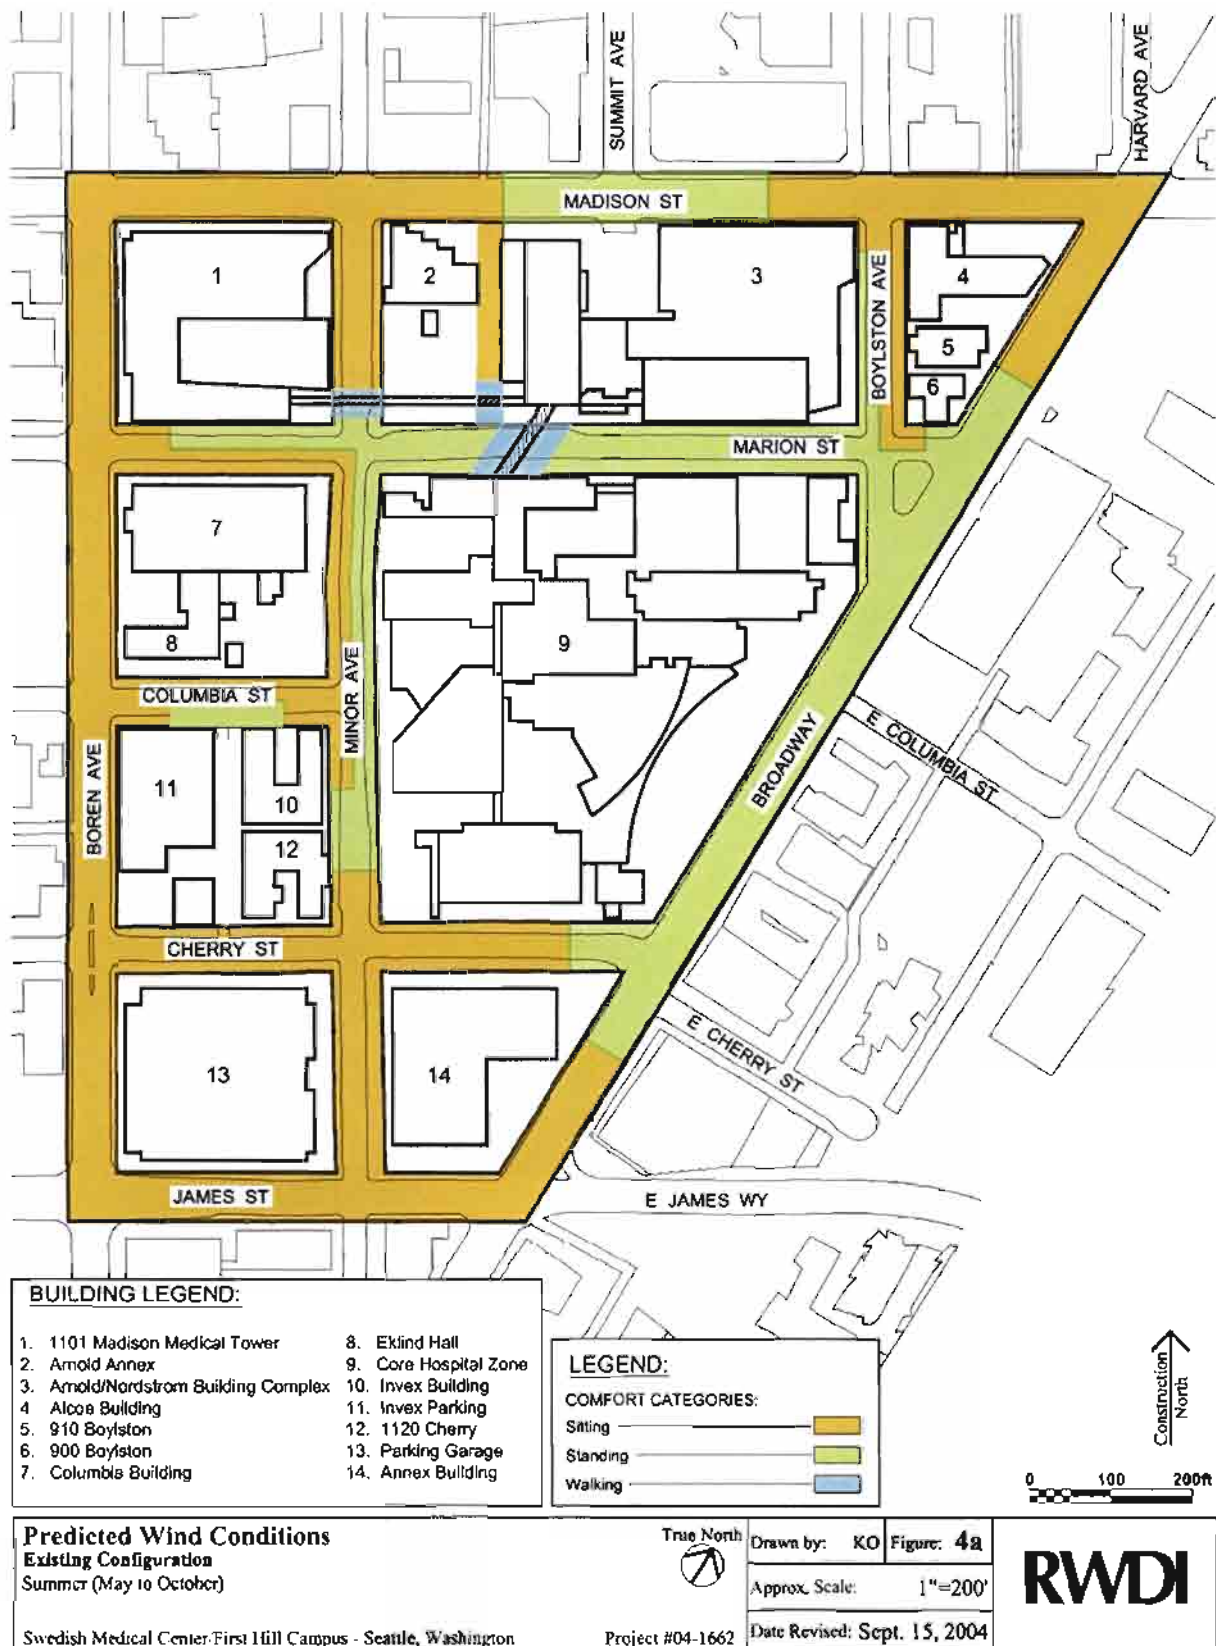 SUMMIT AVE
HARVARD AVE
MADISON ST
1
2
3
4
BOYLSTON AVE
5
6
MARION ST
7
8
9
COLUMBIA ST
MINOR AVE
BROADWAY
E COLUMBIA ST
BOREN AVE
11
10
12
CHERRY ST
E CHERRY ST
13
14
JAMES ST
E JAMES WY
BUILDING LEGEND:
1. 1101 Madison Medical Tower
2. Arnold Annex
3. Arnold/Nordstrom Building Complex
4 Alcoa Building
5. 910 Boylston
6. 900 Boylston
7. Columbia Building
8. Eklind Hall
9. Core Hospital Zone
10. Invex Building
11. Invex Parking
12. 1120 Cherry
13. Parking Garage
14. Annex Building
LEGEND:
COMFORT CATEGORIES:
Sitting
Standing
Walking
Construction North
0 100 200ft
Predicted Wind Conditions
Existing Configuration
Summer (May to October)
Swedish Medical Center/First Hill Campus - Seattle, Washington
Project #04-1662
True North
Drawn by: KO
Figure: 4a
Approx. Scale: 1"=200'
Date Revised: Sept. 15, 2004
RWDI